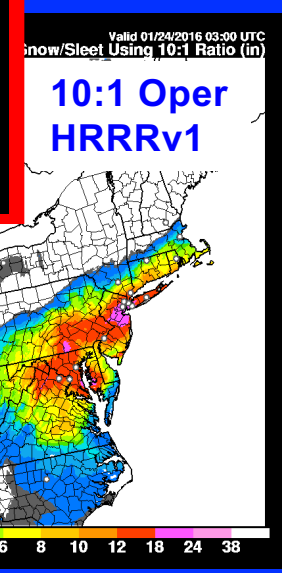 Valid 01/24/2016 03:00 UTC
Snow/Sleet Using 10:1 Ratio (in)
10:1 Oper
HRRRv1
6 8 10 12 18 24 38